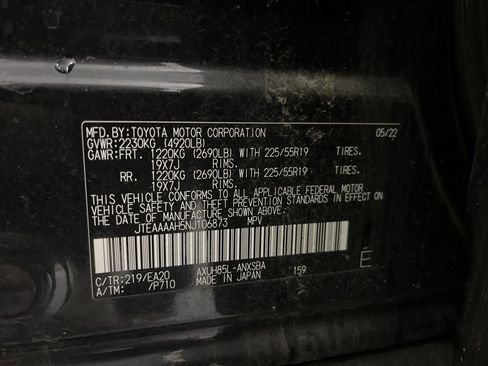 MFD.BY:TOYOTA MOTOR CORPORATION 05/22
GVWR:2230KG (4920LB)
GAWR:FRT. 1220KG (2690LB) WITH 225/55R19 TIRES.
19X7J RIMS.
RR. 1220KG (2690LB) WITH 225/55R19 TIRES.
19X7J RIMS.
THIS VEHICLE CONFORMS TO ALL APPLICABLE FEDERAL MOTOR
VEHICLE SAFETY AND THEFT PREVENTION STANDARDS IN EFFECT
ON THE DATE OF MANUFACTURE SHOWN ABOVE.
JTEAAAAH5NJ106873 MPV
C/TR:219/EA20 AXUH85L-ANXSBA 159 E
A/TM: /P710 MADE IN JAPAN